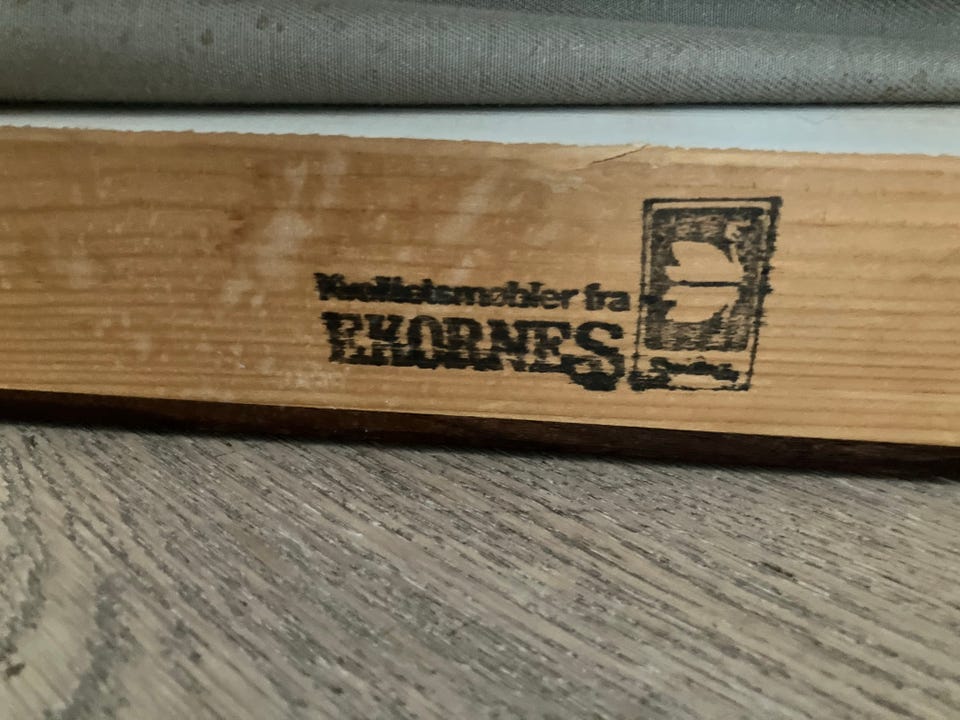 Kvalitetsmøbler fra
EKORNES